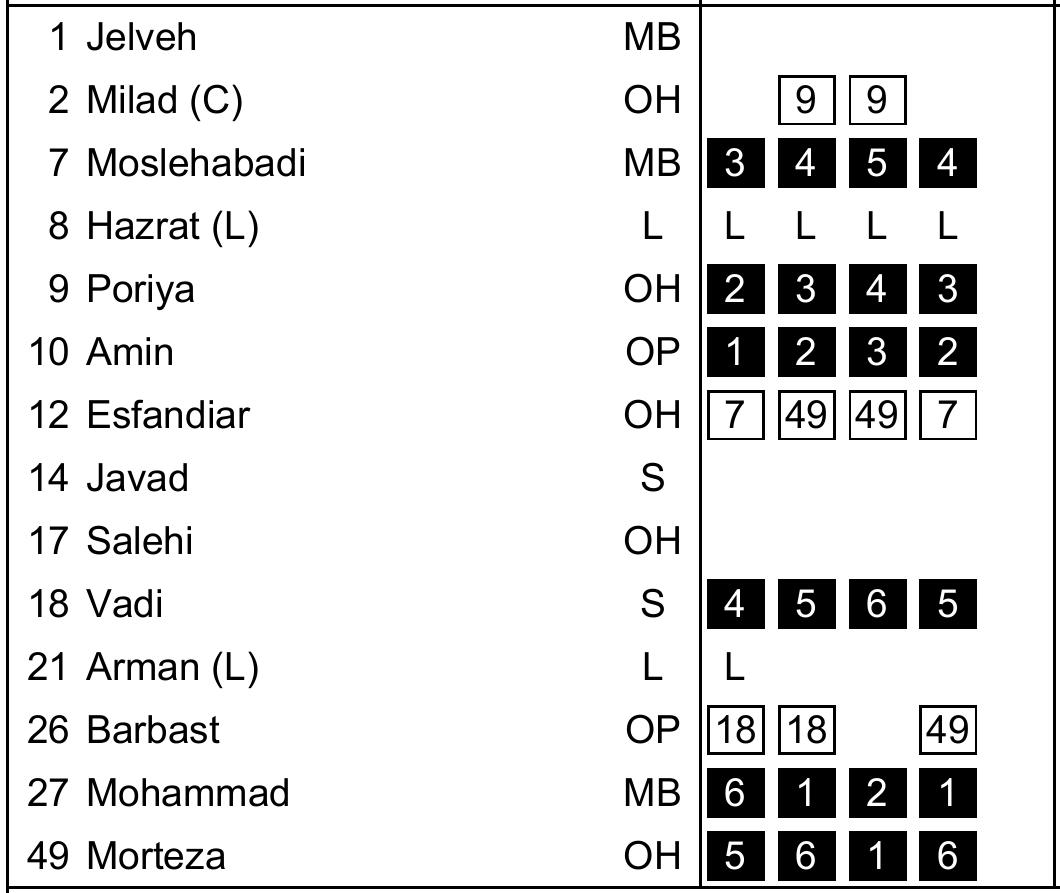 1 Jelveh MB
2 Milad (C) OH 9 9
7 Moslehabadi MB 3 4 5 4
8 Hazrat (L) L L L L L
9 Poriya OH 2 3 4 3
10 Amin OP 1 2 3 2
12 Esfandiar OH 7 49 49 7
14 Javad S
17 Salehi OH
18 Vadi S 4 5 6 5
21 Arman (L) L L
26 Barbast OP 18 18 49
27 Mohammad MB 6 1 2 1
49 Morteza OH 5 6 1 6